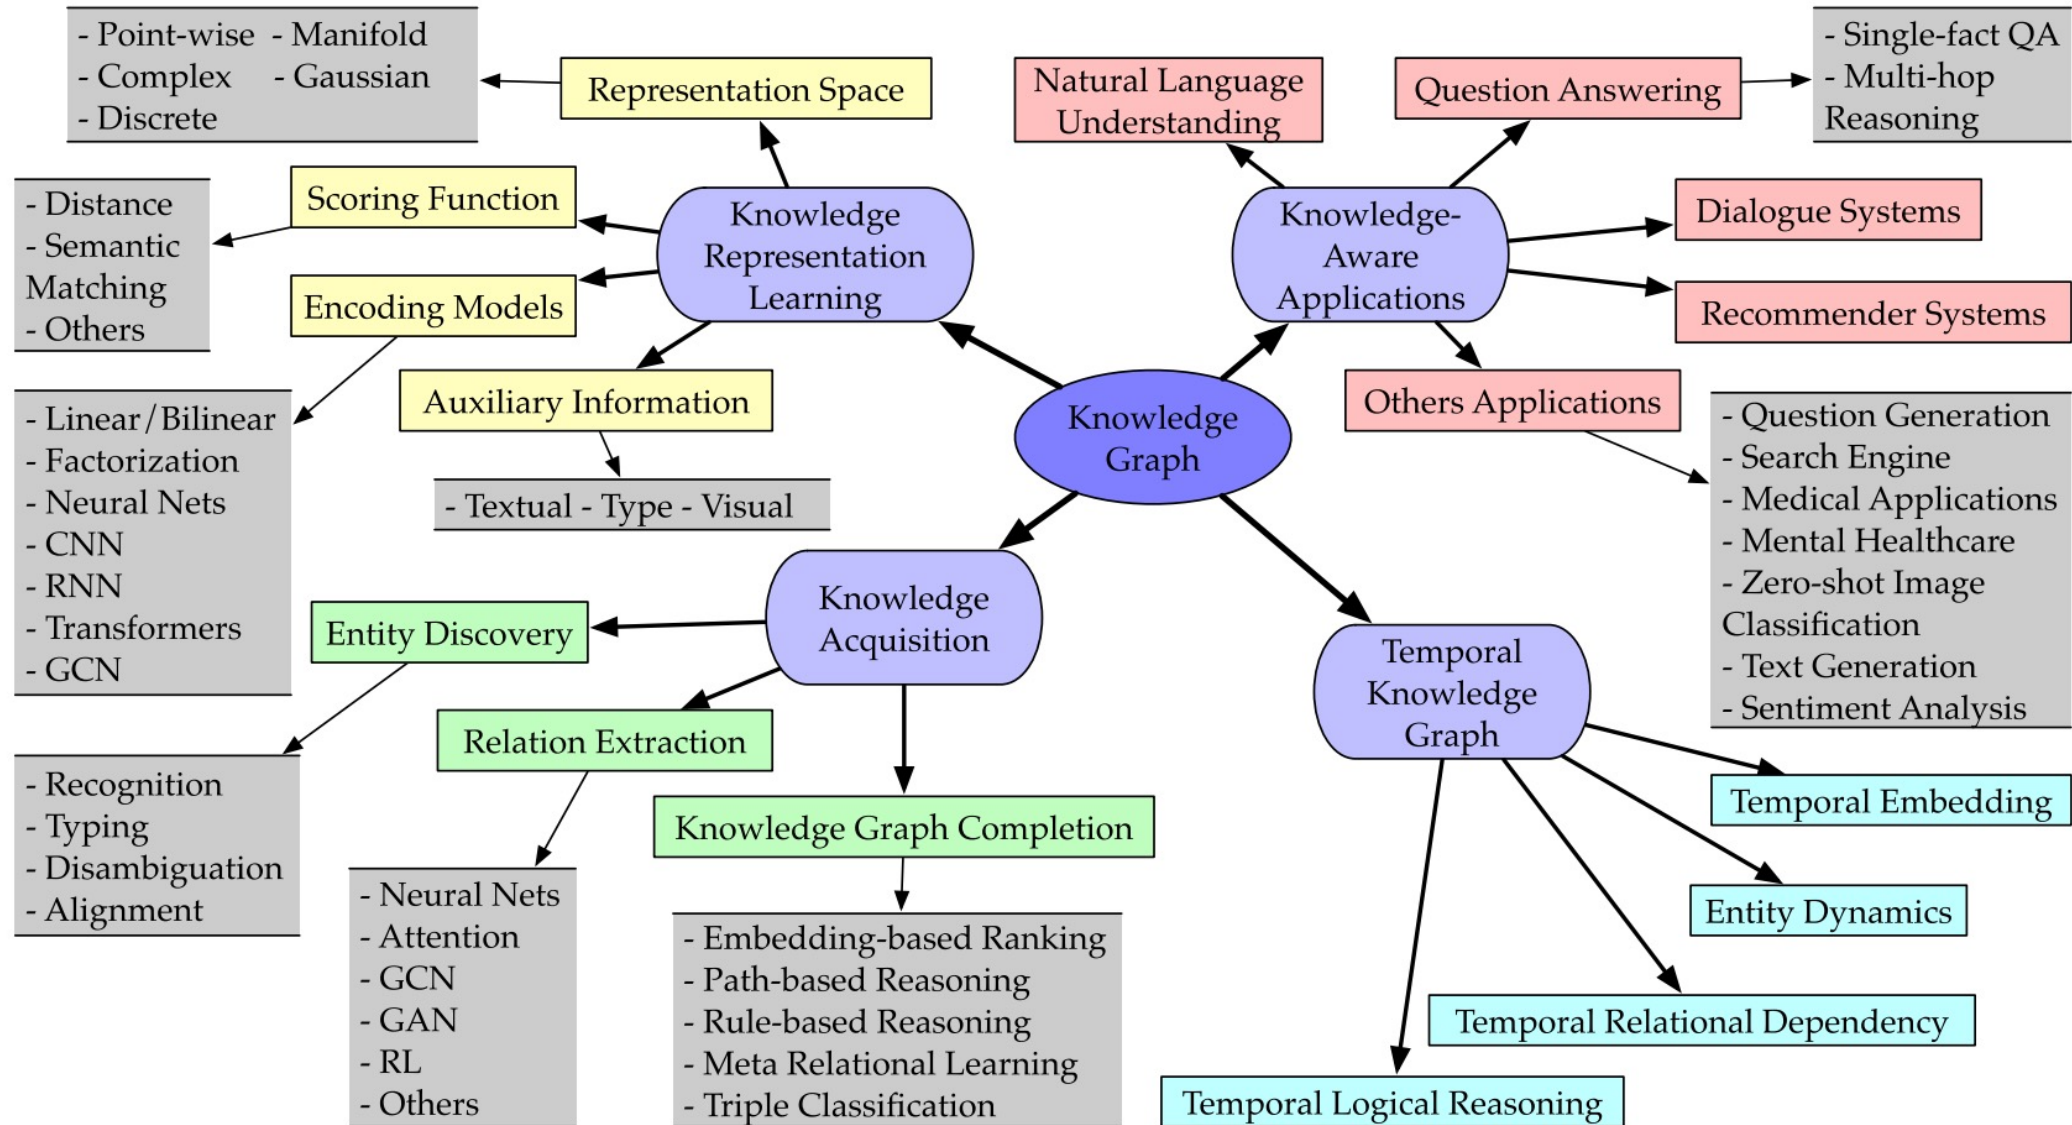 - Point-wise - Manifold
- Complex - Gaussian
- Discrete
Representation Space
Natural Language
Understanding
Question Answering
- Single-fact QA
- Multi-hop
Reasoning
- Distance
- Semantic
Matching
- Others
Scoring Function
Knowledge
Representation
Learning
Knowledge-
Aware
Applications
Dialogue Systems
Encoding Models
Recommender Systems
- Linear/Bilinear
- Factorization
- Neural Nets
- CNN
- RNN
- Transformers
- GCN
Auxiliary Information
- Textual - Type - Visual
Knowledge
Graph
Others Applications
- Question Generation
- Search Engine
- Medical Applications
- Mental Healthcare
- Zero-shot Image
Classification
- Text Generation
- Sentiment Analysis
Knowledge
Acquisition
Entity Discovery
Relation Extraction
Knowledge Graph Completion
- Recognition
- Typing
- Disambiguation
- Alignment
- Neural Nets
- Attention
- GCN
- GAN
- RL
- Others
- Embedding-based Ranking
- Path-based Reasoning
- Rule-based Reasoning
- Meta Relational Learning
- Triple Classification
Temporal
Knowledge
Graph
Temporal Embedding
Entity Dynamics
Temporal Relational Dependency
Temporal Logical Reasoning